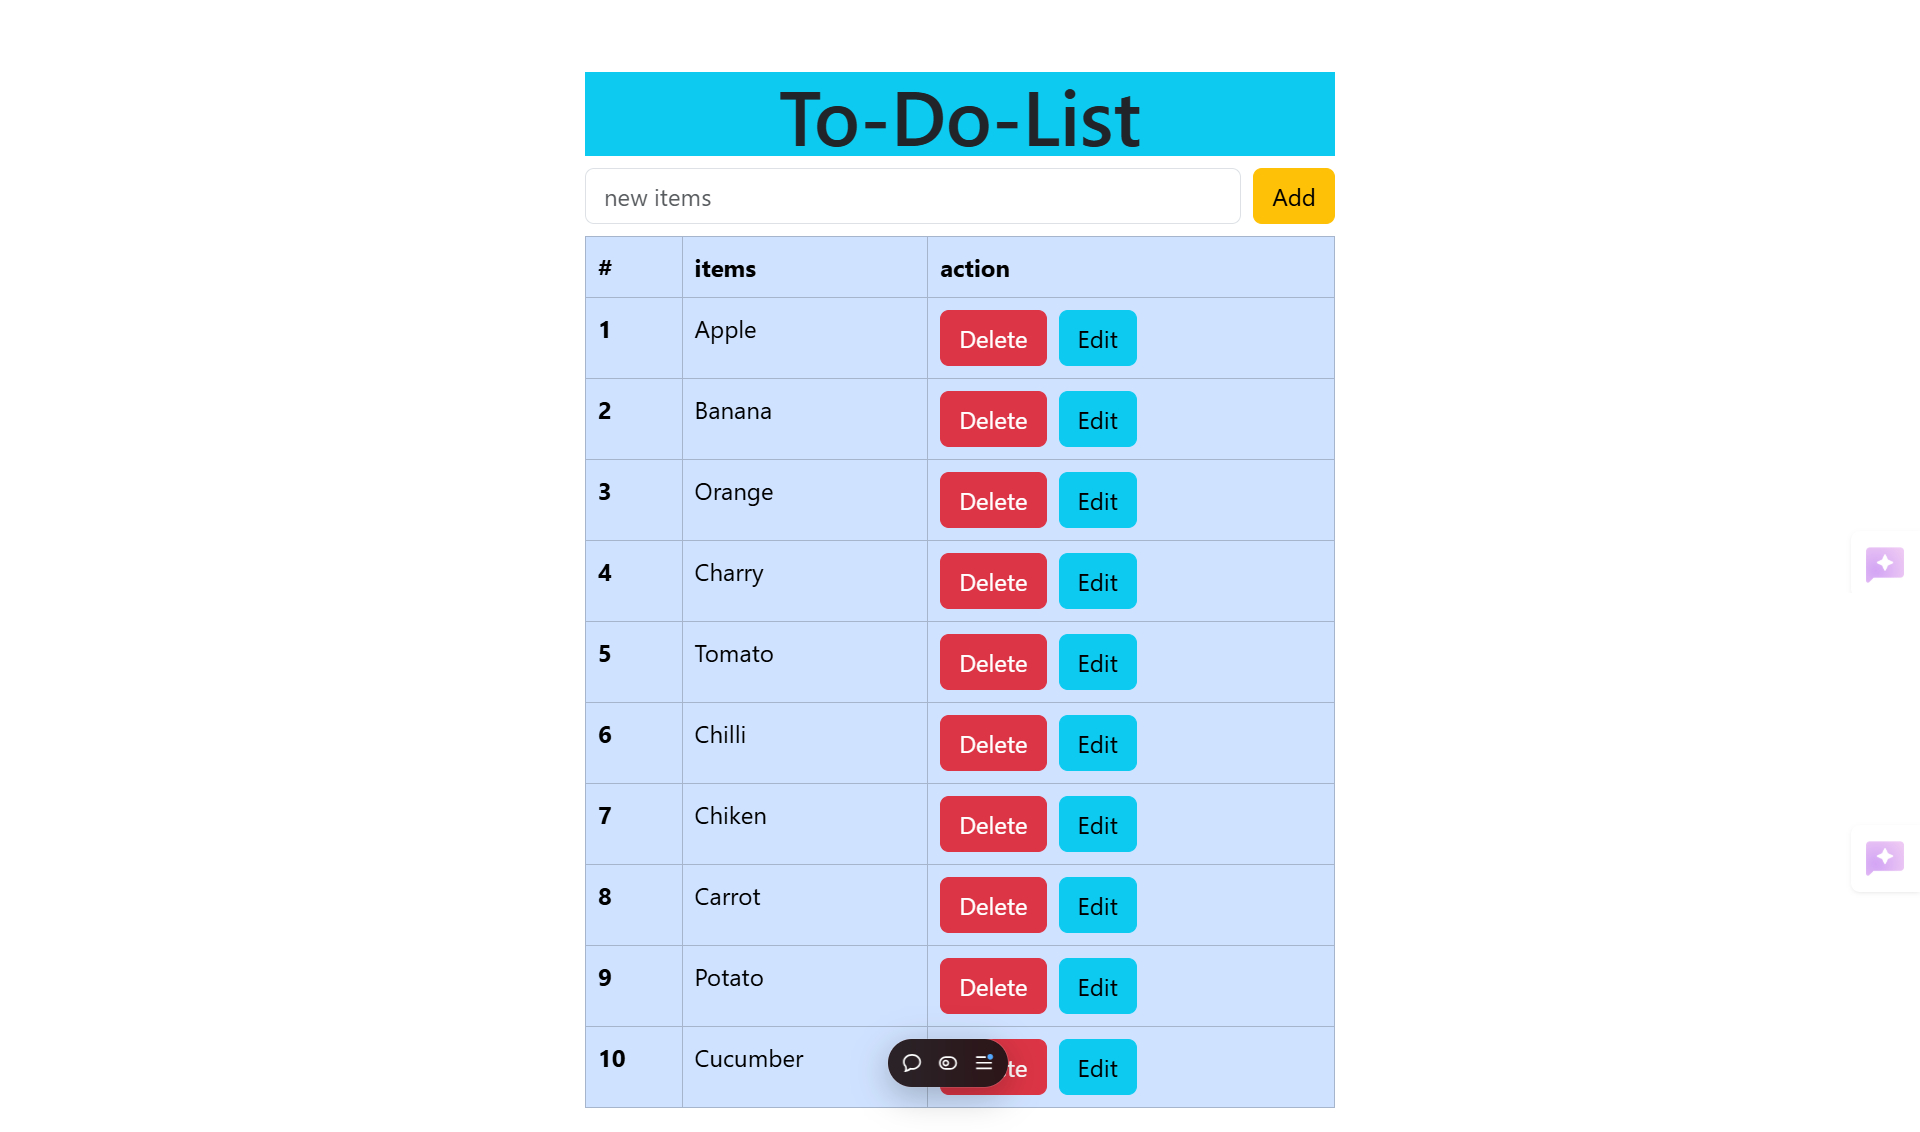 To-Do-List
new items Add
# items action
1 Apple Delete Edit
2 Banana Delete Edit
3 Orange Delete Edit
4 Charry Delete Edit
5 Tomato Delete Edit
6 Chilli Delete Edit
7 Chiken Delete Edit
8 Carrot Delete Edit
9 Potato Delete Edit
10 Cucumber Edit